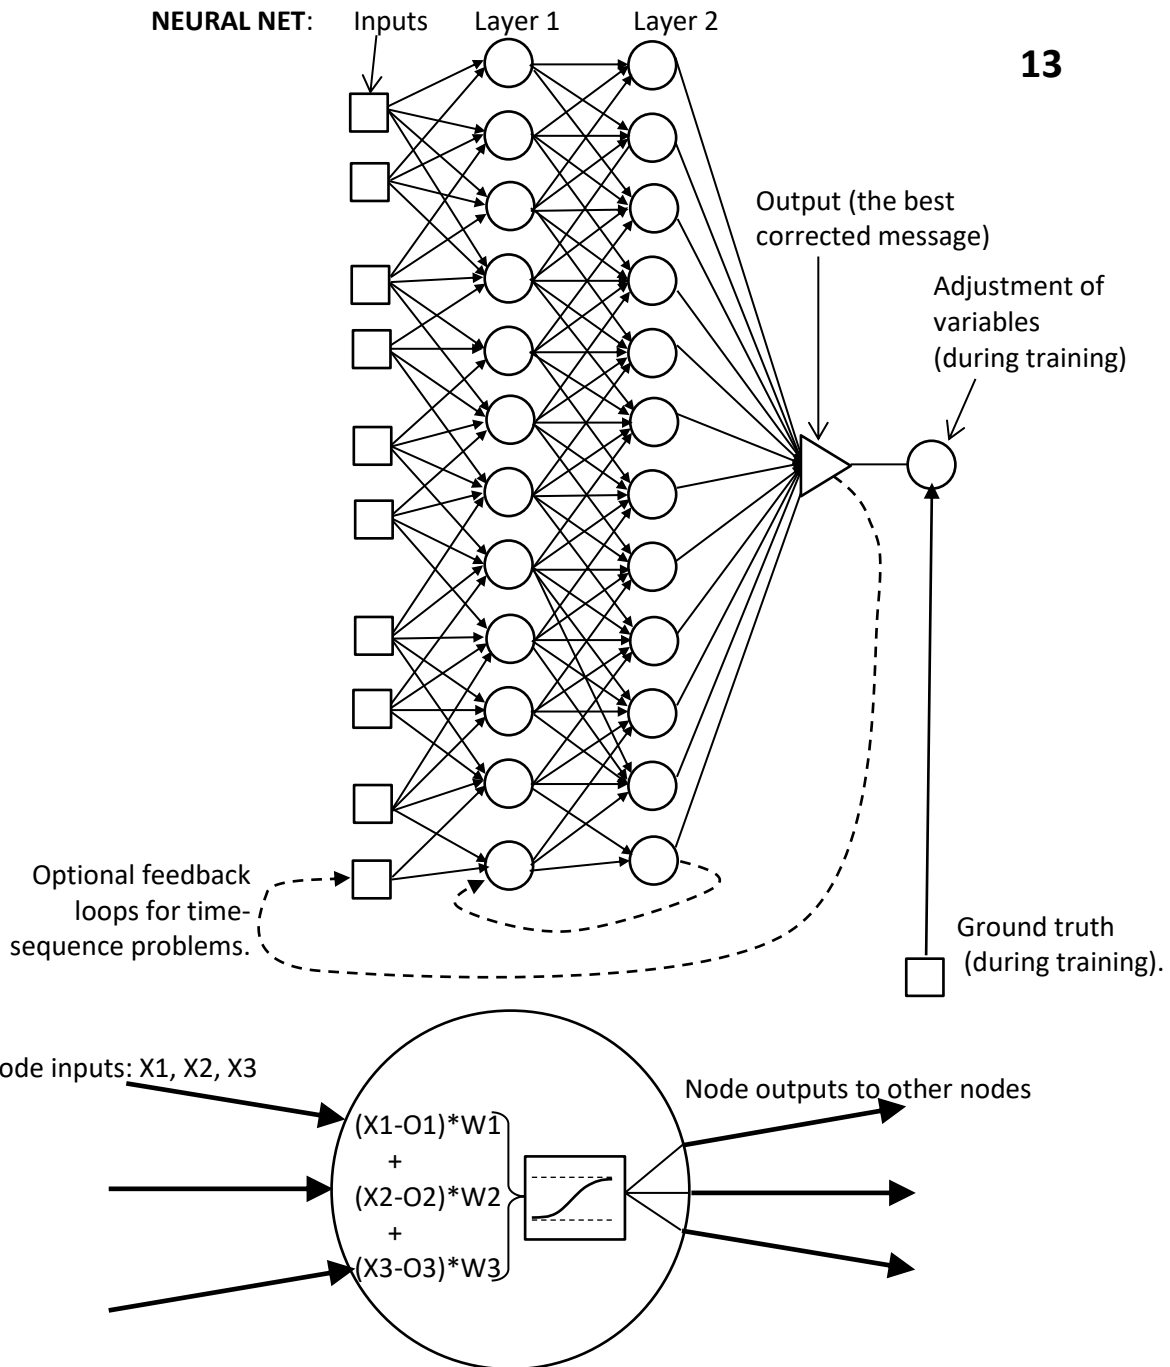 NEURAL NET: Inputs Layer 1 Layer 2
13
Output (the best
corrected message)
Adjustment of
variables
(during training)
Optional feedback
loops for time-
sequence problems.
Ground truth
(during training).
ode inputs: X1, X2, X3
Node outputs to other nodes
(X1-O1)*W1
+
(X2-O2)*W2
+
(X3-O3)*W3